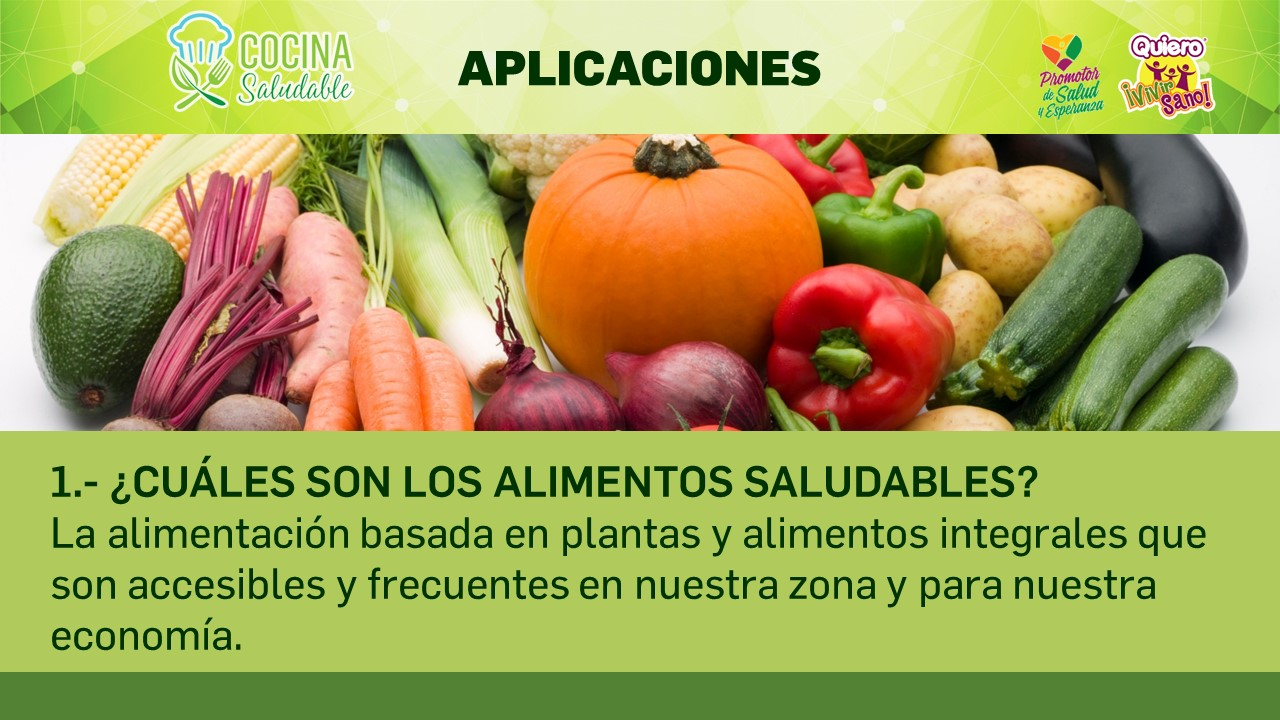 COCINA
Saludable
APLICACIONES
Promotor
de Salud
y Esperanza
Quiero
¡Vivir
Sano!
1.- ¿CUÁLES SON LOS ALIMENTOS SALUDABLES?
La alimentación basada en plantas y alimentos integrales que
son accesibles y frecuentes en nuestra zona y para nuestra
economía.